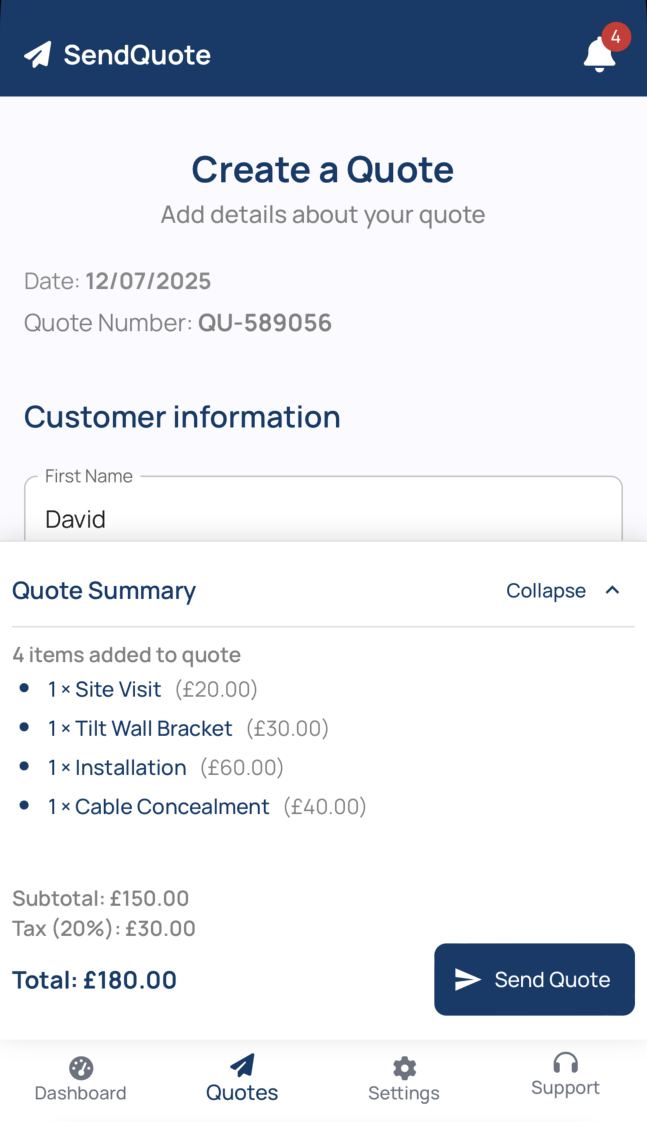 SendQuote
4
Create a Quote
Add details about your quote
Date: 12/07/2025
Quote Number: QU-589056
Customer information
First Name
David
Quote Summary
Collapse
4 items added to quote
1 × Site Visit (£20.00)
1 × Tilt Wall Bracket (£30.00)
1 × Installation (£60.00)
1 × Cable Concealment (£40.00)
Subtotal: £150.00
Tax (20%): £30.00
Total: £180.00
Send Quote
Dashboard
Quotes
Settings
Support